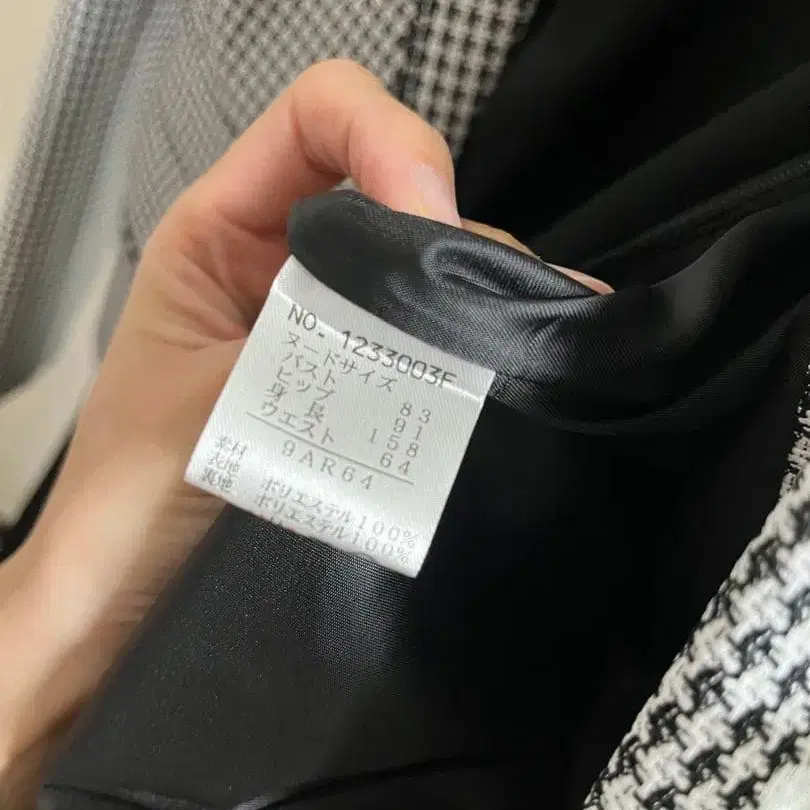 NO- 1233003F
ヌードサイズ
バスト 83
ヒップ 91
身長 158
ウエスト 64
9AR64
素材
表地 ポリエステル100%
裏地 ポリエステル100%